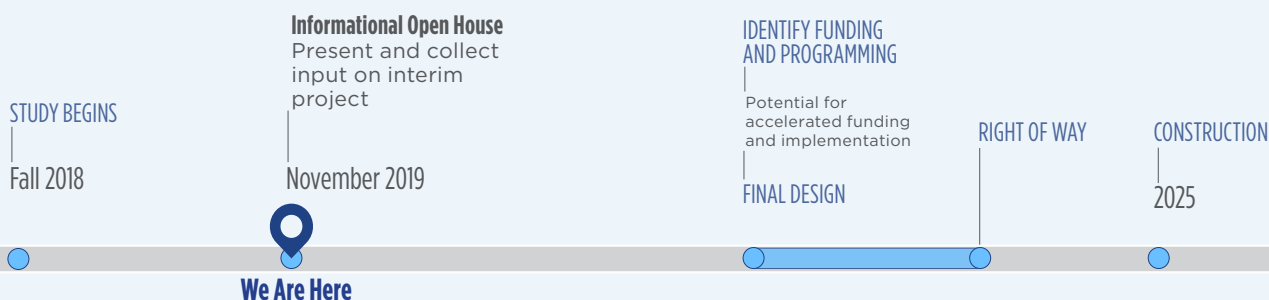 STUDY BEGINS
Fall 2018
Informational Open House
Present and collect
input on interim
project
November 2019
We Are Here
IDENTIFY FUNDING
AND PROGRAMMING
Potential for
accelerated funding
and implementation
FINAL DESIGN
RIGHT OF WAY
CONSTRUCTION
2025